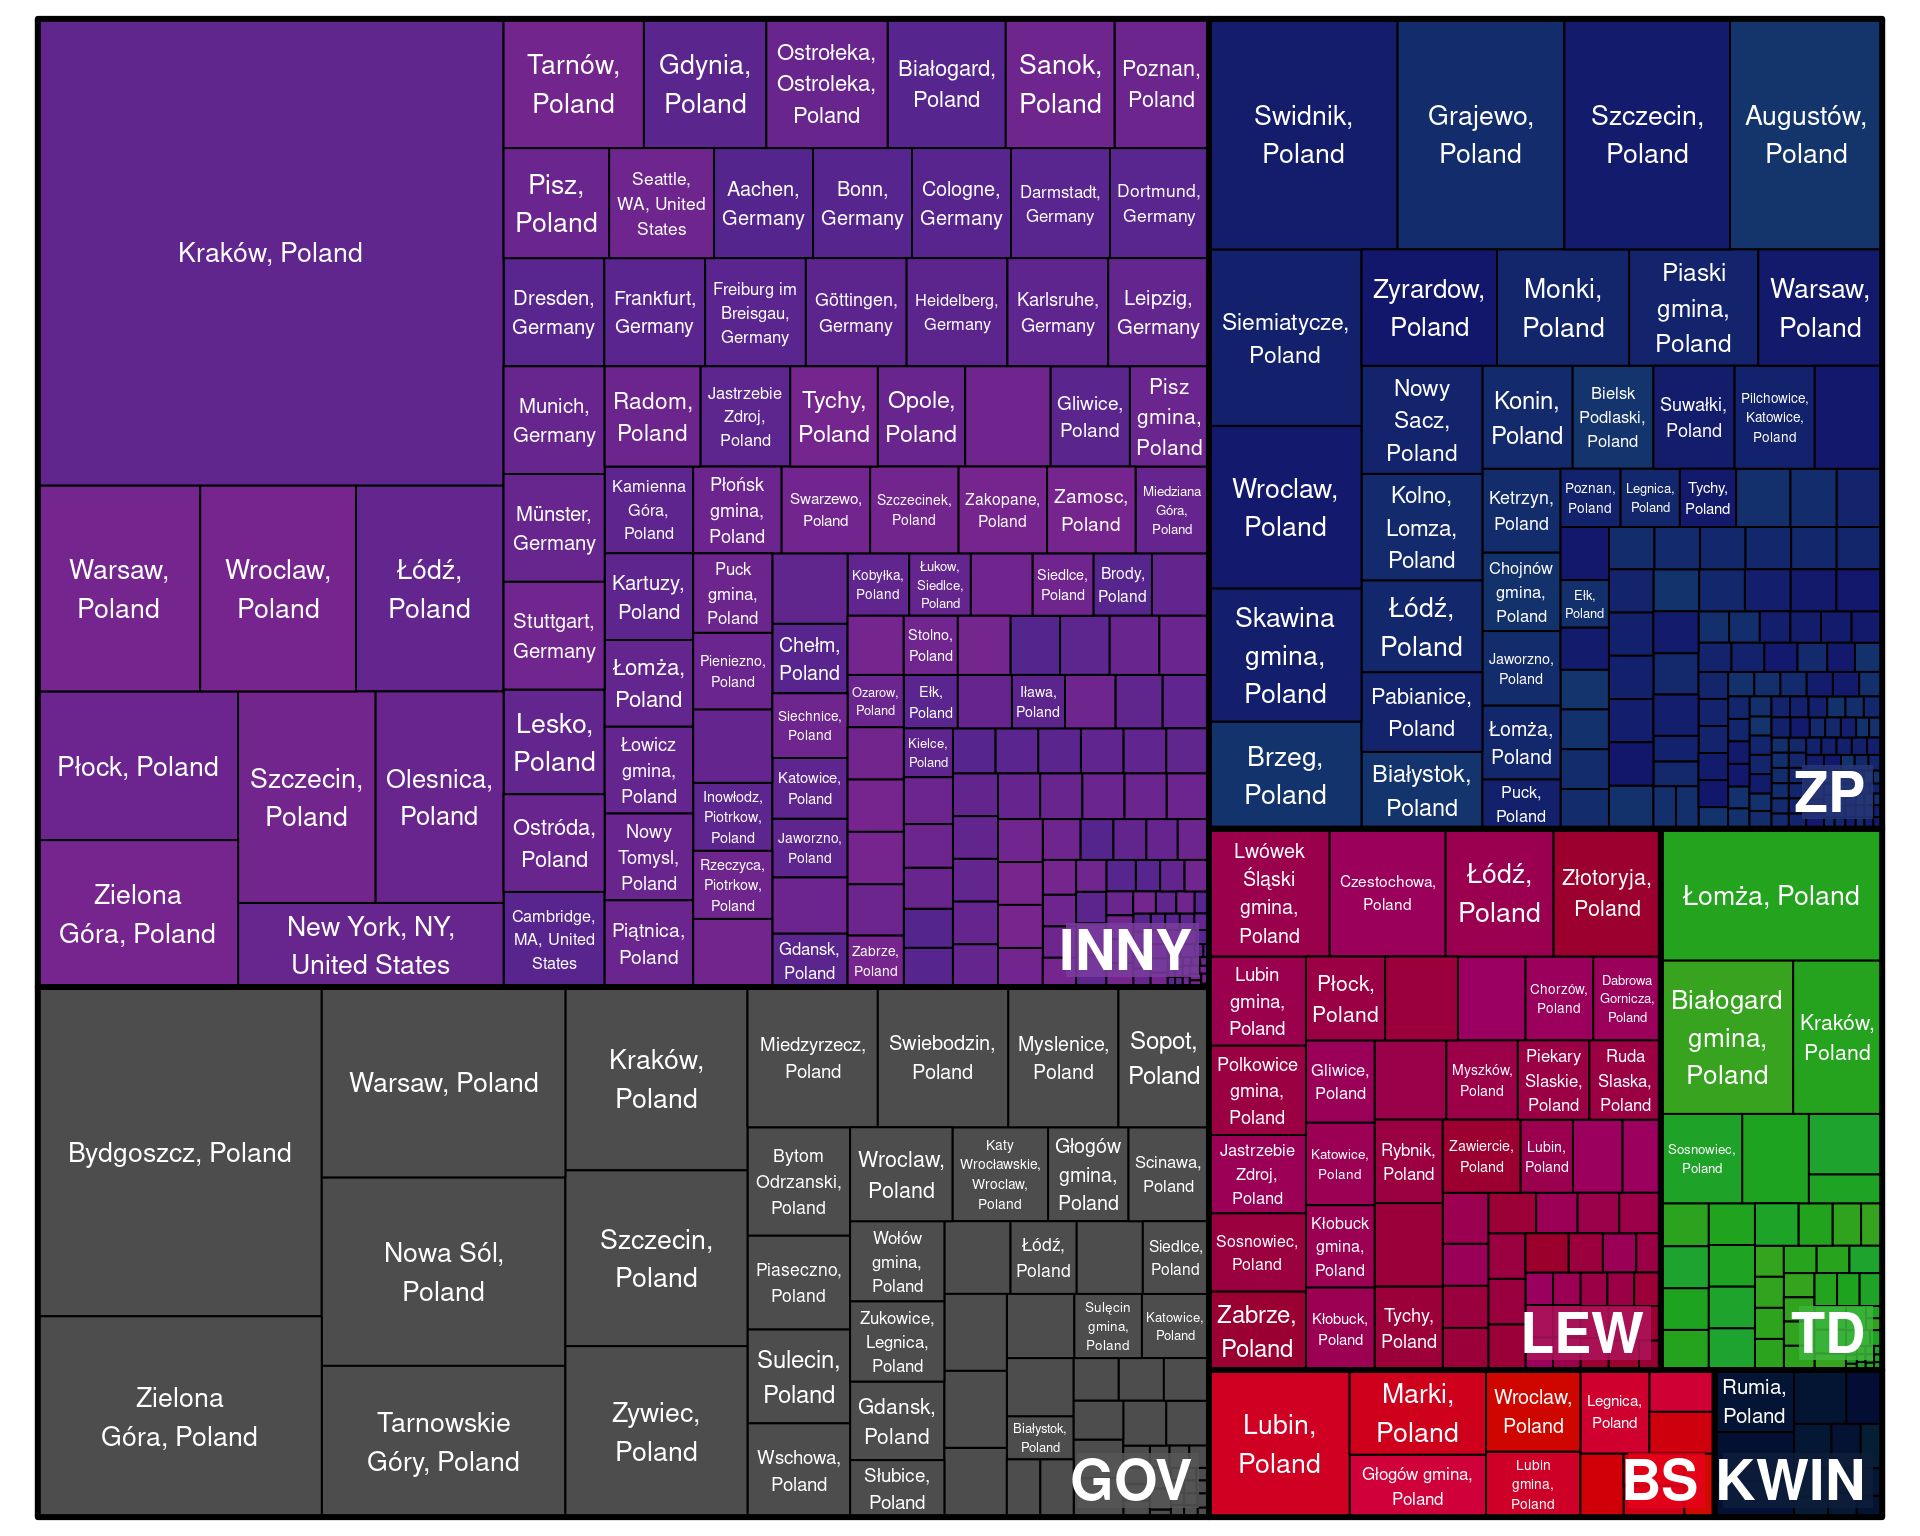 Kraków, Poland
Warsaw,
Poland
Wroclaw,
Poland
Łódź,
Poland
Płock, Poland
Zielona
Góra, Poland
Szczecin,
Poland
Olesnica,
Poland
New York, NY,
United States
Tarnów,
Poland
Gdynia,
Poland
Ostrołeka,
Ostroleka,
Poland
Białogard,
Poland
Sanok,
Poland
Poznan,
Poland
Pisz,
Poland
Seattle,
WA, United
States
Aachen,
Germany
Bonn,
Germany
Cologne,
Germany
Darmstadt,
Germany
Dortmund,
Germany
Dresden,
Germany
Frankfurt,
Germany
Freiburg im
Breisgau,
Germany
Göttingen,
Germany
Heidelberg,
Germany
Karlsruhe,
Germany
Leipzig,
Germany
Munich,
Germany
Münster,
Germany
Stuttgart,
Germany
Lesko,
Poland
Ostróda,
Poland
Cambridge,
MA, United
States
Radom,
Poland
Jastrzebie
Zdroj,
Poland
Tychy,
Poland
Opole,
Poland
Gliwice,
Poland
Pisz
gmina,
Poland
Kamienna
Góra,
Poland
Płońsk
gmina,
Poland
Swarzewo,
Poland
Szczecinek,
Poland
Zakopane,
Poland
Zamosc,
Poland
Miedziana
Góra,
Poland
Kartuzy,
Poland
Łomża,
Poland
Łowicz
gmina,
Poland
Nowy
Tomysl,
Poland
Piątnica,
Poland
Puck
gmina,
Poland
Pieniezno,
Poland
Inowłodz,
Piotrkow,
Poland
Rzeczyca,
Piotrkow,
Poland
Chełm,
Poland
Siechnice,
Poland
Katowice,
Poland
Jaworzno,
Poland
Gdansk,
Poland
Kobyłka,
Poland
Łukow,
Siedlce,
Poland
Siedlce,
Poland
Brody,
Poland
Stolno,
Poland
Ozarow,
Poland
Ełk,
Poland
Iława,
Poland
Kielce,
Poland
Zabrze,
Poland
INNY
Swidnik,
Poland
Grajewo,
Poland
Szczecin,
Poland
Augustów,
Poland
Siemiatycze,
Poland
Wroclaw,
Poland
Skawina
gmina,
Poland
Brzeg,
Poland
Zyrardow,
Poland
Monki,
Poland
Piaski
gmina,
Poland
Warsaw,
Poland
Nowy
Sacz,
Poland
Kolno,
Lomza,
Poland
Łódź,
Poland
Pabianice,
Poland
Białystok,
Poland
Konin,
Poland
Bielsk
Podlaski,
Poland
Suwałki,
Poland
Pilchowice,
Katowice,
Poland
Ketrzyn,
Poland
Chojnów
gmina,
Poland
Jaworzno,
Poland
Łomża,
Poland
Puck,
Poland
Poznan,
Poland
Legnica,
Poland
Tychy,
Poland
Ełk,
Poland
ZP
Bydgoszcz, Poland
Zielona
Góra, Poland
Warsaw, Poland
Nowa Sól,
Poland
Tarnowskie
Góry, Poland
Kraków,
Poland
Szczecin,
Poland
Zywiec,
Poland
Miedzyrzecz,
Poland
Swiebodzin,
Poland
Myslenice,
Poland
Sopot,
Poland
Bytom
Odrzanski,
Poland
Piaseczno,
Poland
Sulecin,
Poland
Wschowa,
Poland
Wroclaw,
Poland
Katy
Wrocławskie,
Wroclaw,
Poland
Głogów
gmina,
Poland
Scinawa,
Poland
Wołów
gmina,
Poland
Zukowice,
Legnica,
Poland
Gdansk,
Poland
Słubice,
Poland
Łódź,
Poland
Siedlce,
Poland
Sulęcin
gmina,
Poland
Katowice,
Poland
Białystok,
Poland
GOV
Lwówek
Śląski
gmina,
Poland
Czestochowa,
Poland
Łódź,
Poland
Złotoryja,
Poland
Lubin
gmina,
Poland
Polkowice
gmina,
Poland
Jastrzebie
Zdroj,
Poland
Sosnowiec,
Poland
Zabrze,
Poland
Płock,
Poland
Chorzów,
Poland
Dabrowa
Gornicza,
Poland
Gliwice,
Poland
Katowice,
Poland
Kłobuck
gmina,
Poland
Kłobuck,
Poland
Myszków,
Poland
Piekary
Slaskie,
Poland
Ruda
Slaska,
Poland
Rybnik,
Poland
Zawiercie,
Poland
Lubin,
Poland
Tychy,
Poland
LEW
Łomża, Poland
Białogard
gmina,
Poland
Kraków,
Poland
Sosnowiec,
Poland
TD
Lubin,
Poland
Marki,
Poland
Głogów gmina,
Poland
Wroclaw,
Poland
Lubin
gmina,
Poland
Legnica,
Poland
BS
Rumia,
Poland
KWIN